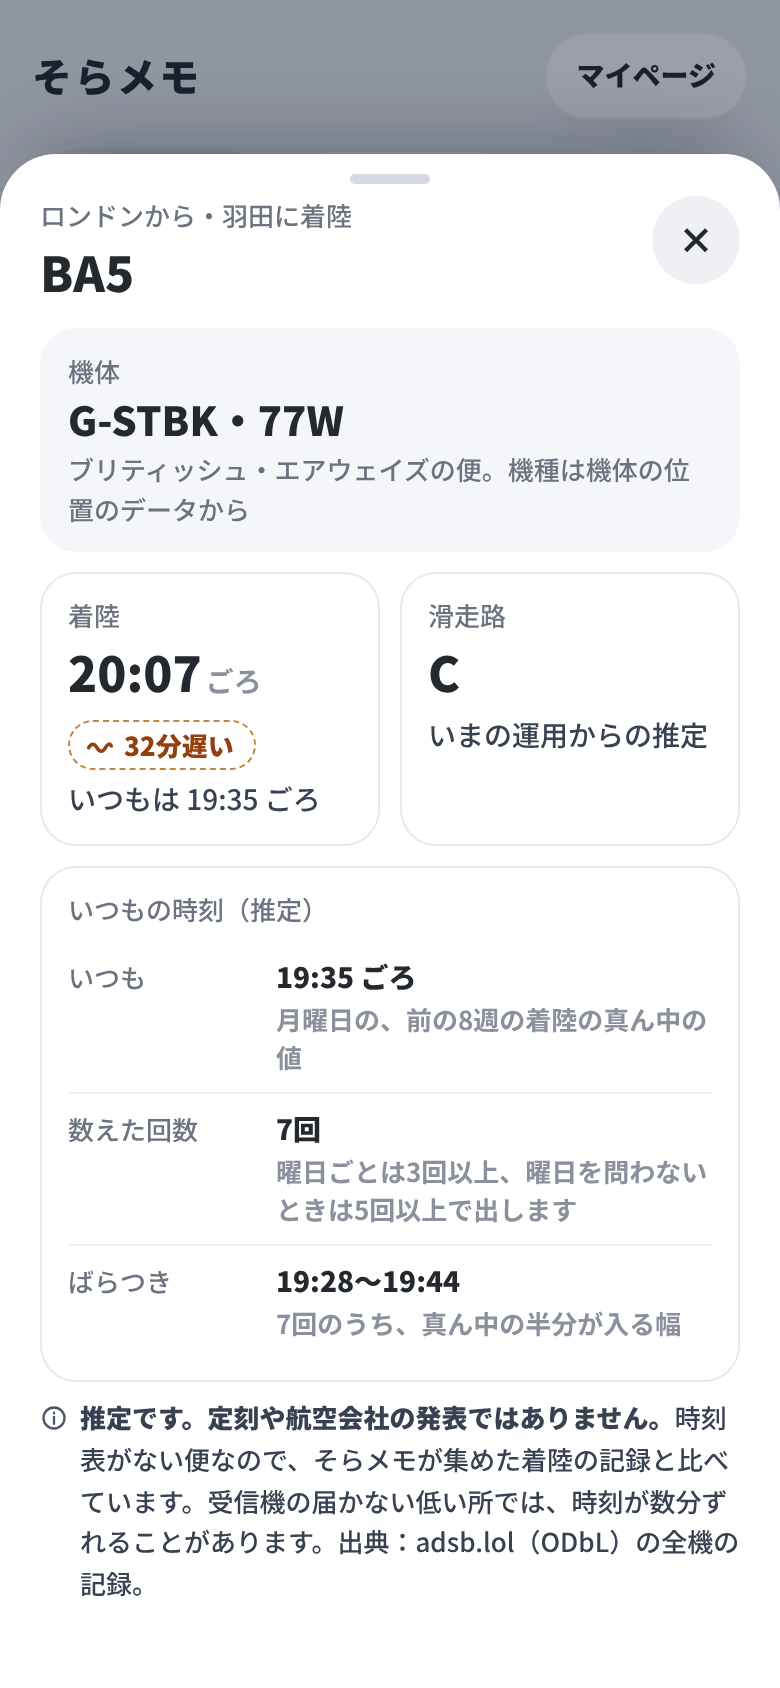 そらメモ
マイページ
ロンドンから・羽田に着陸
BA5
機体
G-STBK・77W
ブリティッシュ・エアウェイズの便。機種は機体の位
置のデータから
着陸
20:07ごろ
〜 32分遅い
いつもは 19:35 ごろ
滑走路
C
いまの運用からの推定
いつもの時刻（推定）
いつも
19:35 ごろ
月曜日の、前の8週の着陸の真ん中の
値
数えた回数
7回
曜日ごとは3回以上、曜日を問わない
ときは5回以上で出します
ばらつき
19:28〜19:44
7回のうち、真ん中の半分が入る幅
推定です。定刻や航空会社の発表ではありません。時刻
表がない便なので、そらメモが集めた着陸の記録と比べ
ています。受信機の届かない低い所では、時刻が数分ず
れることがあります。出典：adsb.lol（ODbL）の全機の
記録。